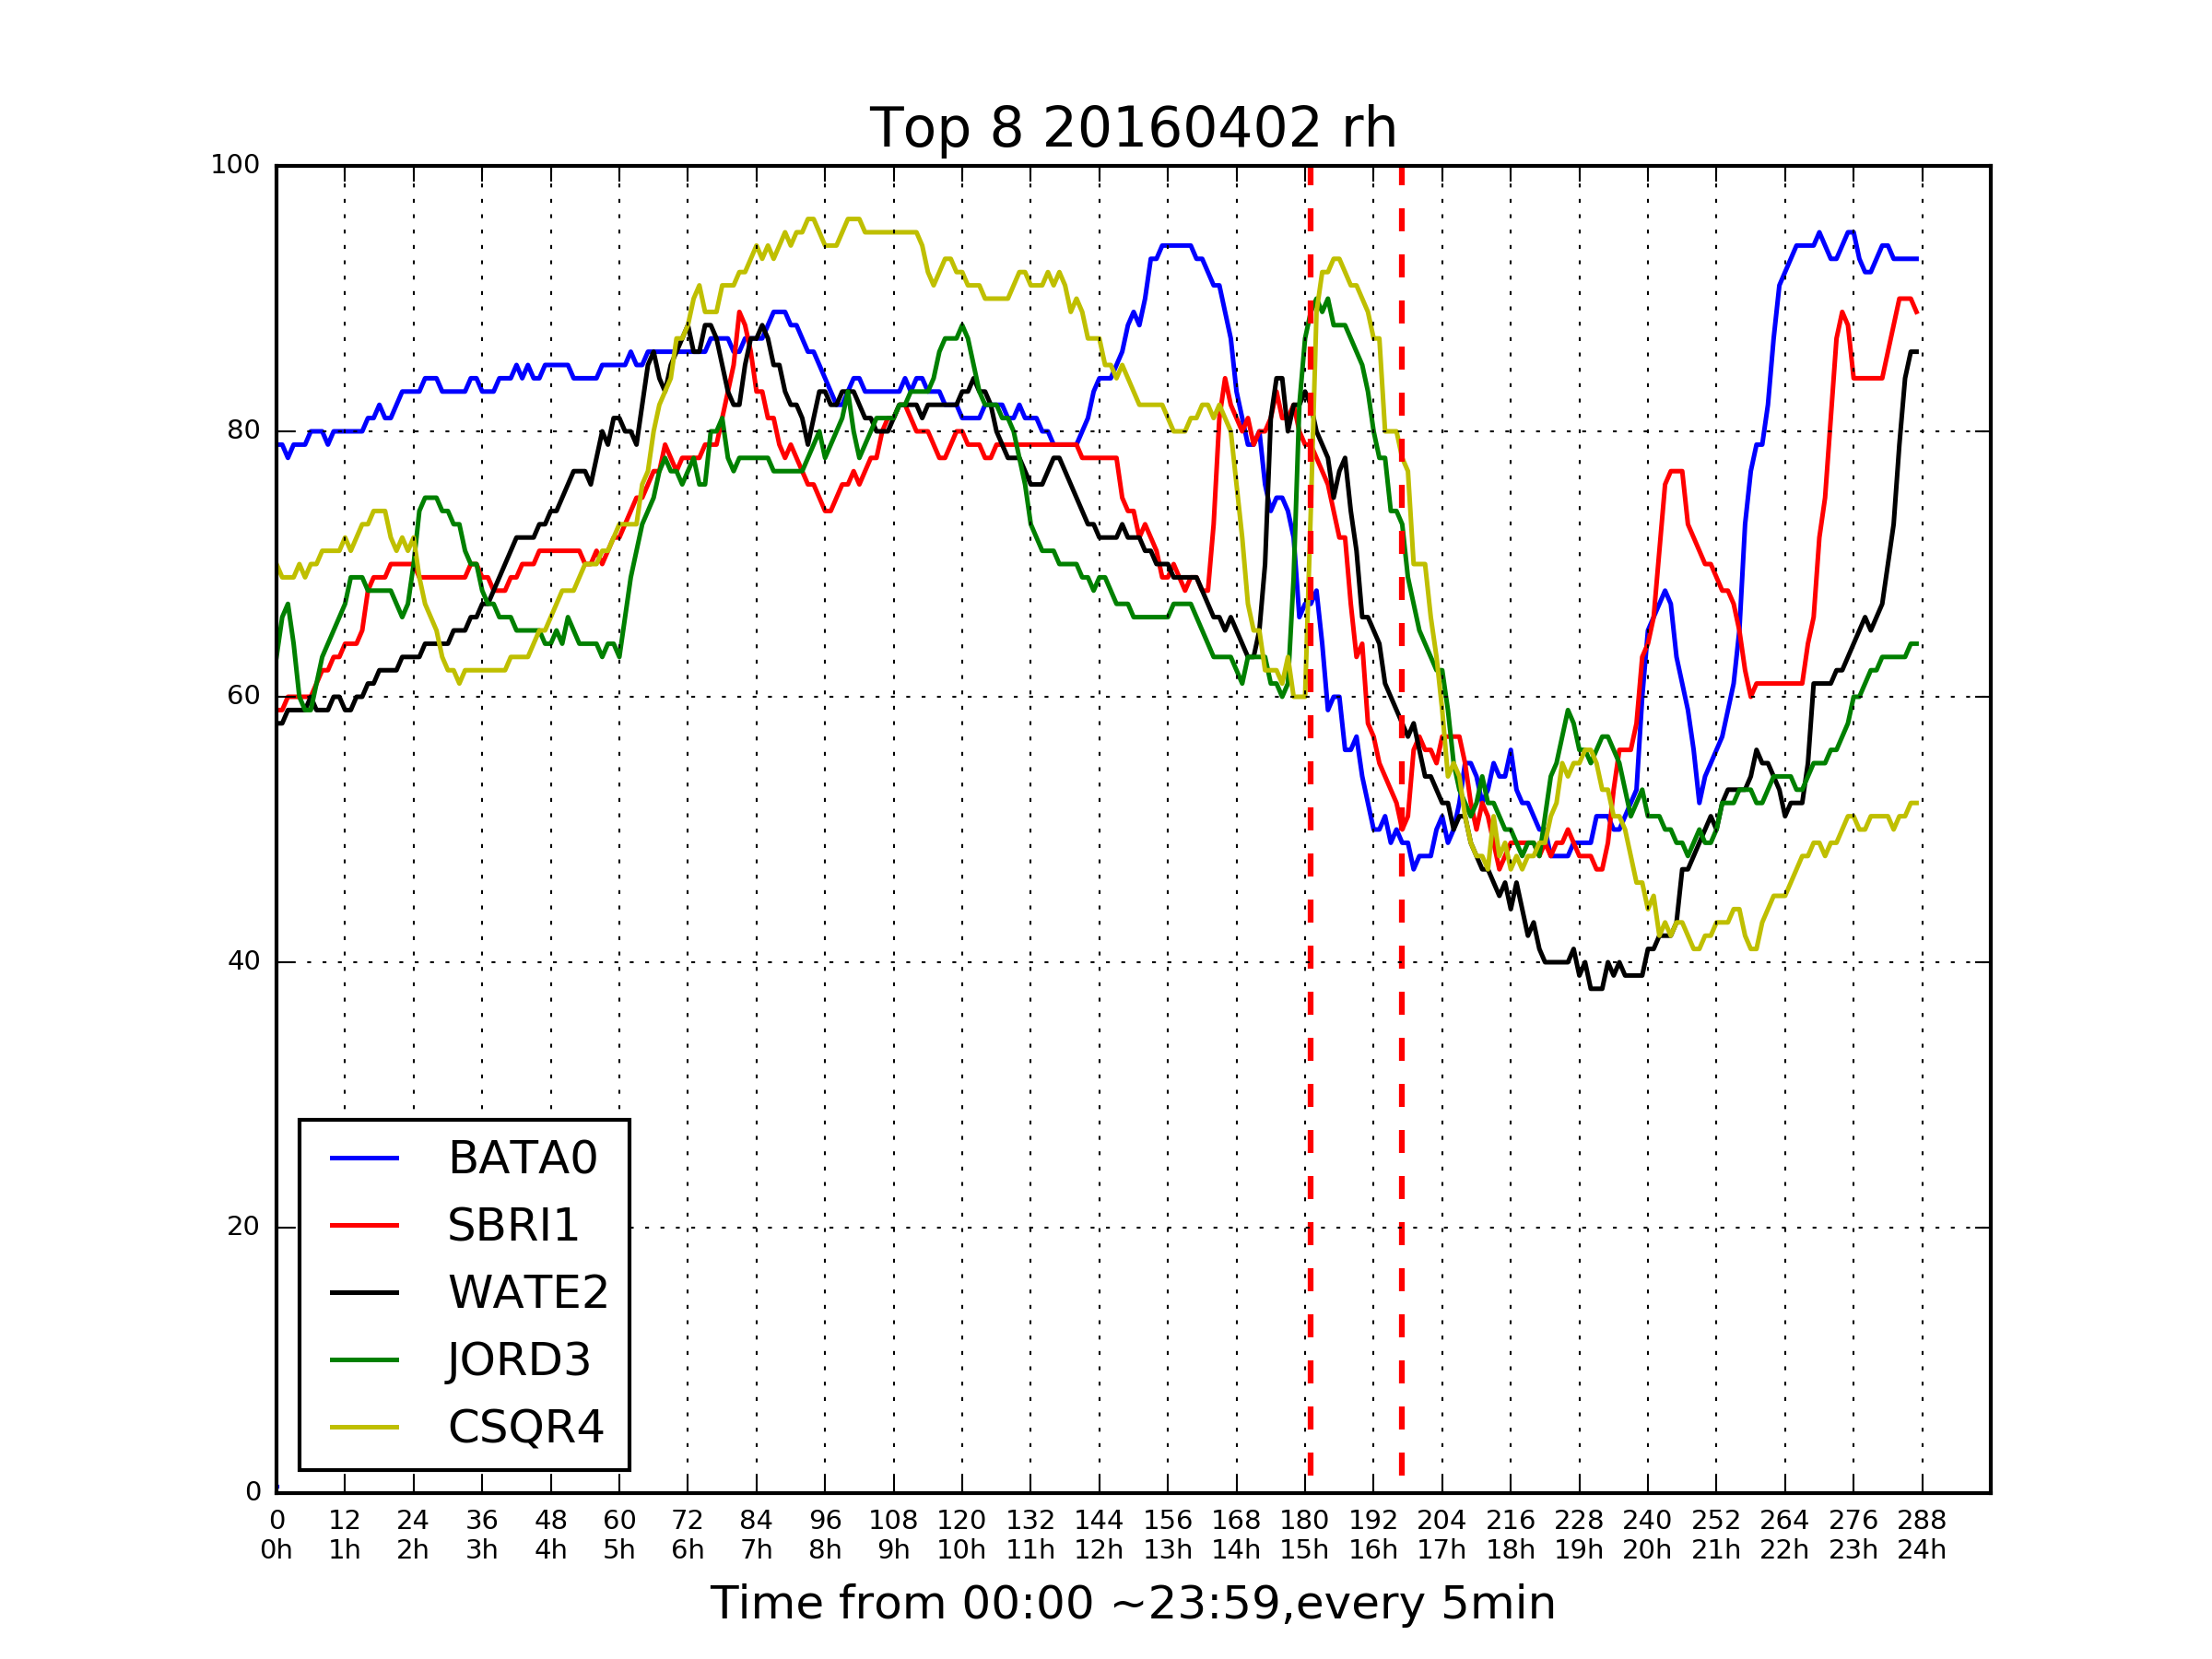 Top 8 20160402 rh
100
80
60
40
20
0
0 12 24 36 48 60 72 84 96 108 120 132 144 156 168 180 192 204 216 228 240 252 264 276 288
0h 1h 2h 3h 4h 5h 6h 7h 8h 9h 10h 11h 12h 13h 14h 15h 16h 17h 18h 19h 20h 21h 22h 23h 24h
Time from 00:00 ~23:59,every 5min
BATA0
SBRI1
WATE2
JORD3
CSQR4